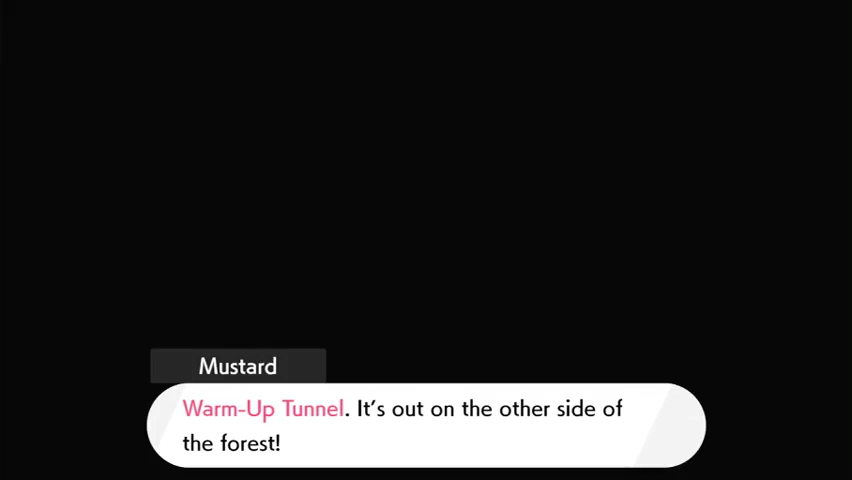 Mustard
Warm-Up Tunnel. It's out on the other side of
the forest!